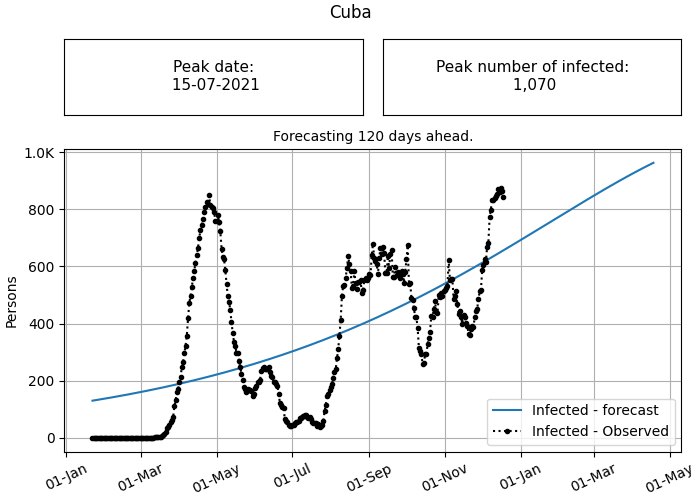 Cuba
Peak date:
15-07-2021
Peak number of infected:
1,070
Forecasting 120 days ahead.
1.0K
800
600
400
200
0
Persons
Infected - forecast
Infected - Observed
01-Jan
01-Mar
01-May
01-Jul
01-Sep
01-Nov
01-Jan
01-Mar
01-May